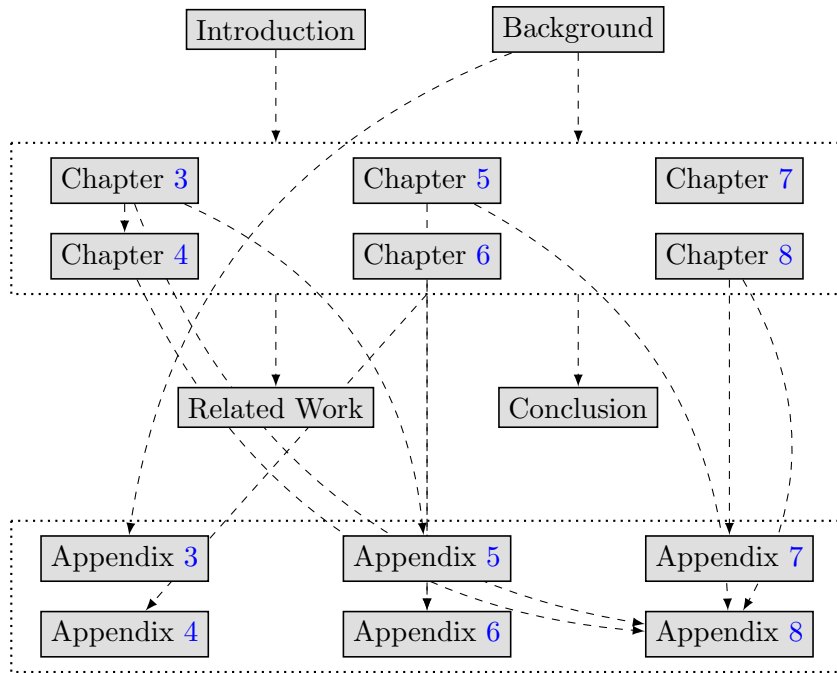 Introduction
Background
Chapter 3
Chapter 5
Chapter 7
Chapter 4
Chapter 6
Chapter 8
Related Work
Conclusion
Appendix 3
Appendix 5
Appendix 7
Appendix 4
Appendix 6
Appendix 8